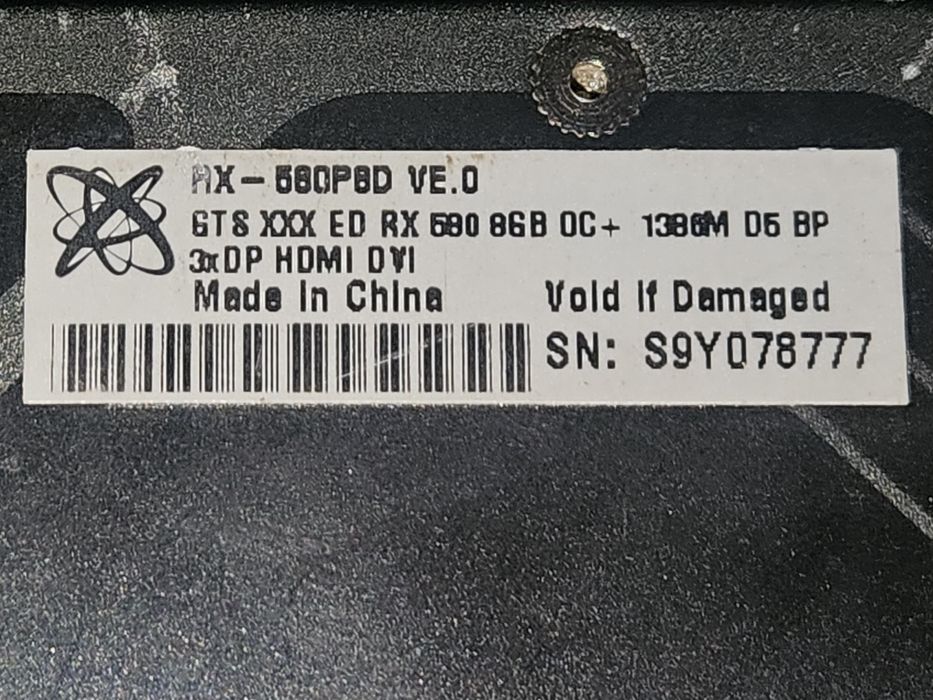 RX-580P8D VE.0
GTS XXX ED RX 580 8GB OC+ 1386M D5 BP
3xDP HDMI DVI
Made in China Void if Damaged
SN: S9Y078777